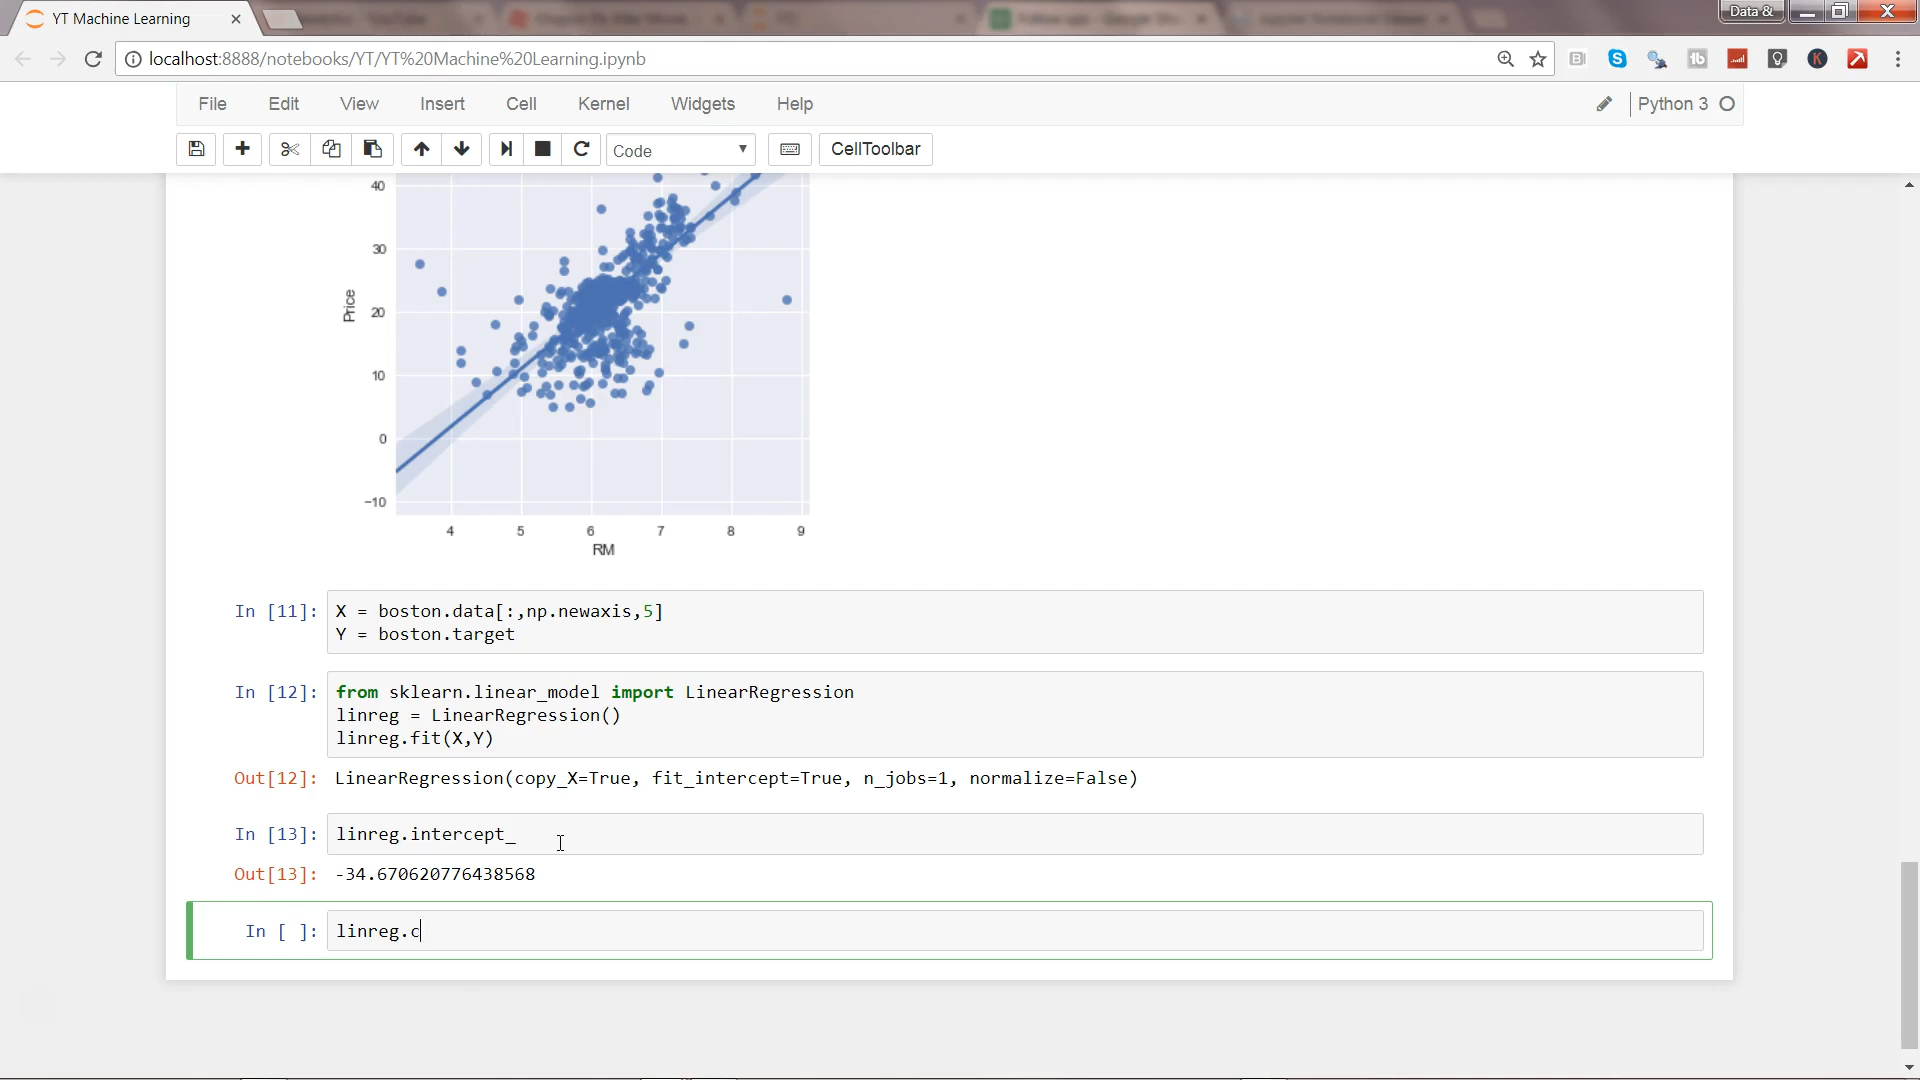 YT Machine Learning
Data &
localhost:8888/notebooks/YT/YT%20Machine%20Learning.ipynb
File Edit View Insert Cell Kernel Widgets Help
Python 3
Code
CellToolbar
40
30
20
10
0
−10
Price
4 5 6 7 8 9
RM
In [11]: X = boston.data[:,np.newaxis,5]
Y = boston.target
In [12]: from sklearn.linear_model import LinearRegression
linreg = LinearRegression()
linreg.fit(X,Y)
Out[12]: LinearRegression(copy_X=True, fit_intercept=True, n_jobs=1, normalize=False)
In [13]: linreg.intercept_
Out[13]: -34.670620776438568
In [ ]: linreg.c